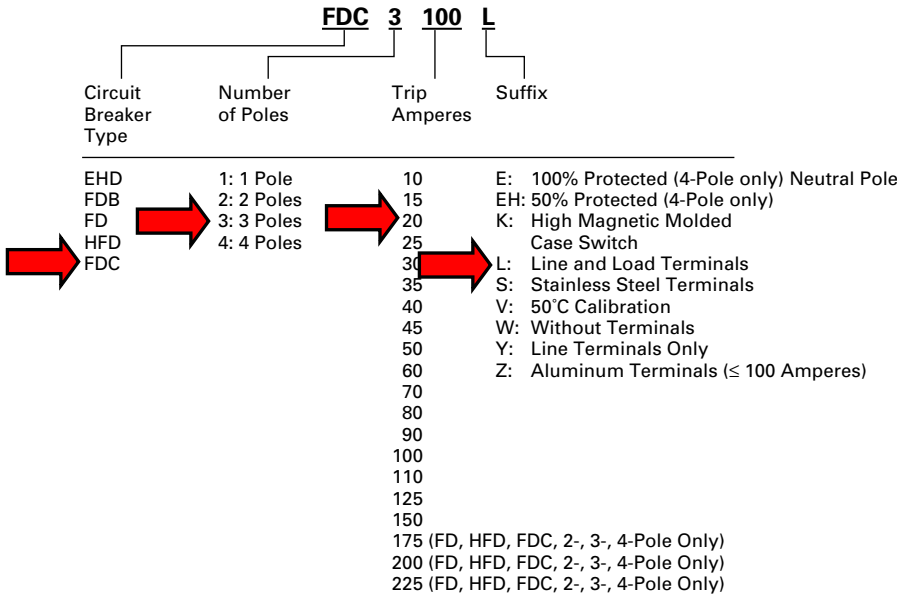 FDC 3 100 L
Circuit Breaker Type
Number of Poles
Trip Amperes
Suffix
EHD
FDB
FD
HFD
FDC
1: 1 Pole
2: 2 Poles
3: 3 Poles
4: 4 Poles
10
15
20
25
30
35
40
45
50
60
70
80
90
100
110
125
150
175 (FD, HFD, FDC, 2-, 3-, 4-Pole Only)
200 (FD, HFD, FDC, 2-, 3-, 4-Pole Only)
225 (FD, HFD, FDC, 2-, 3-, 4-Pole Only)
E: 100% Protected (4-Pole only) Neutral Pole
EH: 50% Protected (4-Pole only)
K: High Magnetic Molded
Case Switch
L: Line and Load Terminals
S: Stainless Steel Terminals
V: 50°C Calibration
W: Without Terminals
Y: Line Terminals Only
Z: Aluminum Terminals (≤ 100 Amperes)